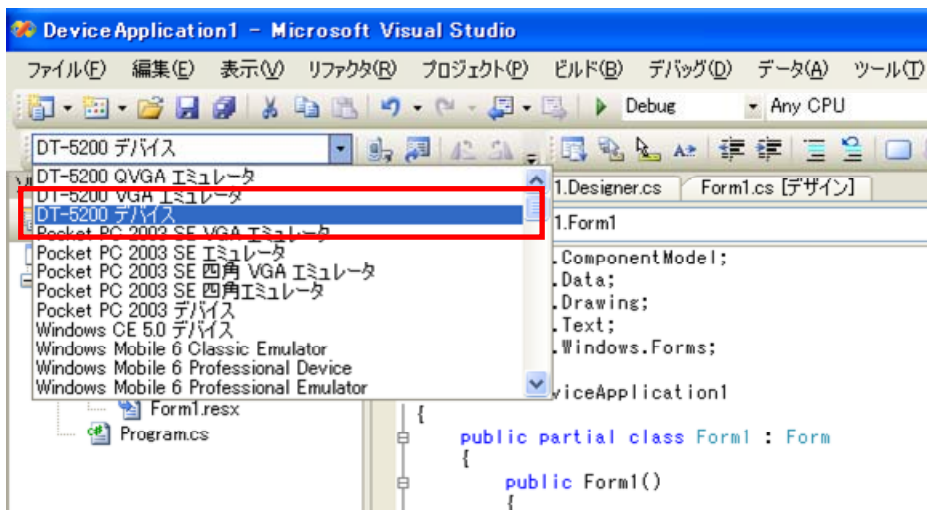 DeviceApplication1 - Microsoft Visual Studio
ファイル(F) 編集(E) 表示(V) リファクタ(R) プロジェクト(P) ビルド(B) デバッグ(D) データ(A) ツール(T)
Debug Any CPU
DT-5200 デバイス
DT-5200 QVGA エミュレータ
DT-5200 VGA エミュレータ
DT-5200 デバイス
Pocket PC 2003 SE VGA エミュレータ
Pocket PC 2003 SE エミュレータ
Pocket PC 2003 SE 四角 VGA エミュレータ
Pocket PC 2003 SE 四角エミュレータ
Pocket PC 2003 デバイス
Windows CE 5.0 デバイス
Windows Mobile 6 Classic Emulator
Windows Mobile 6 Professional Device
Windows Mobile 6 Professional Emulator
Form1.resx
Program.cs
1.Designer.cs Form1.cs [デザイン]
1.Form1
.ComponentModel;
.Data;
.Drawing;
.Text;
.Windows.Forms;
viceApplication1
{
public partial class Form1 : Form
{
public Form1()
{